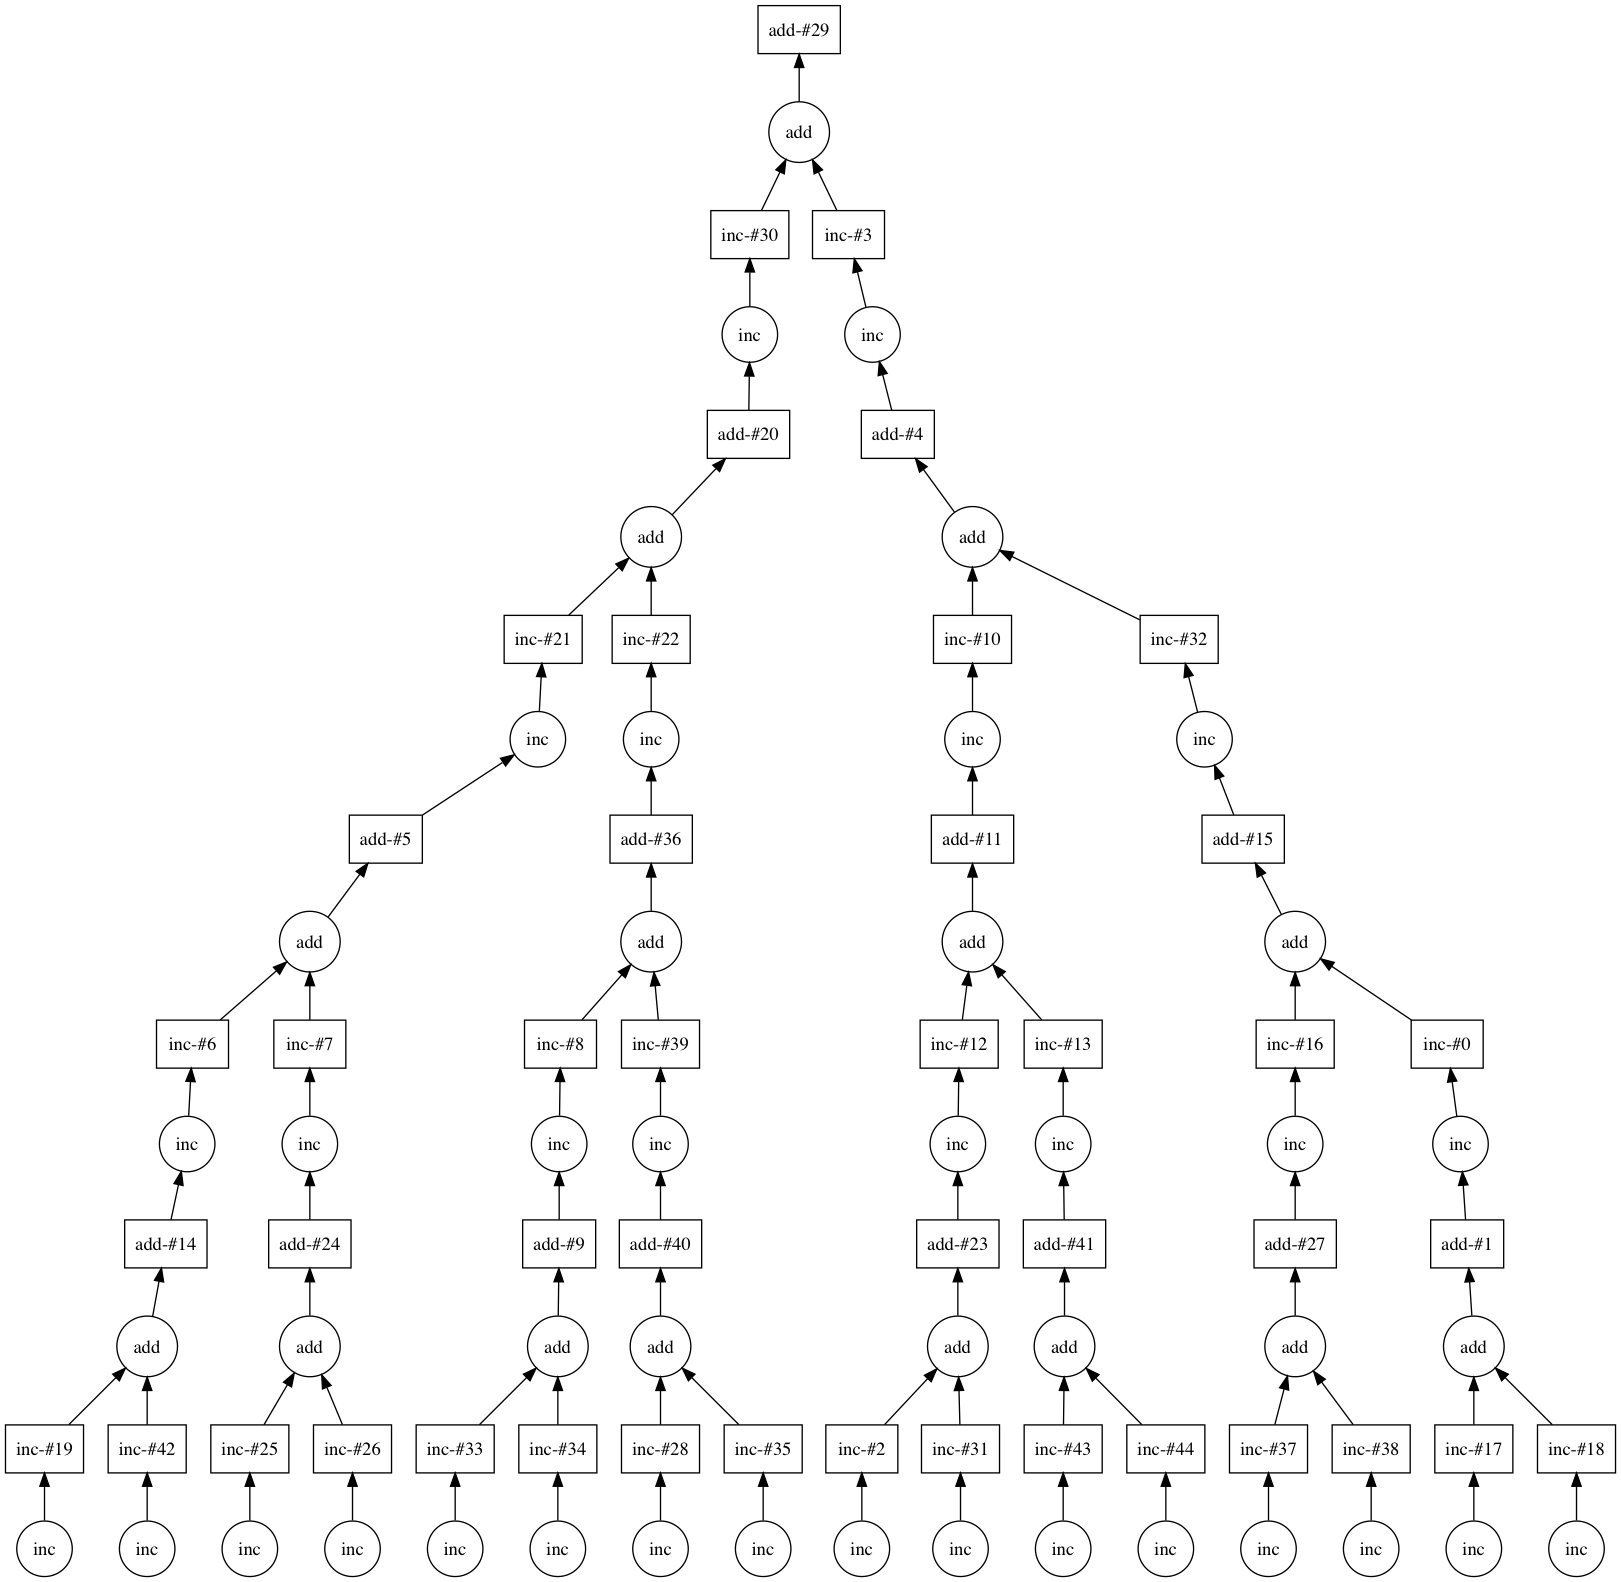 add-#29
add
inc-#30 inc-#3
inc inc
add-#20 add-#4
add add
inc-#21 inc-#22 inc-#10 inc-#32
inc inc inc inc
add-#5 add-#36 add-#11 add-#15
add add add add
inc-#6 inc-#7 inc-#8 inc-#39 inc-#12 inc-#13 inc-#16 inc-#0
inc inc inc inc inc inc inc inc
add-#14 add-#24 add-#9 add-#40 add-#23 add-#41 add-#27 add-#1
add add add add add add add add
inc-#19 inc-#42 inc-#25 inc-#26 inc-#33 inc-#34 inc-#28 inc-#35 inc-#2 inc-#31 inc-#43 inc-#44 inc-#37 inc-#38 inc-#17 inc-#18
inc inc inc inc inc inc inc inc inc inc inc inc inc inc inc inc